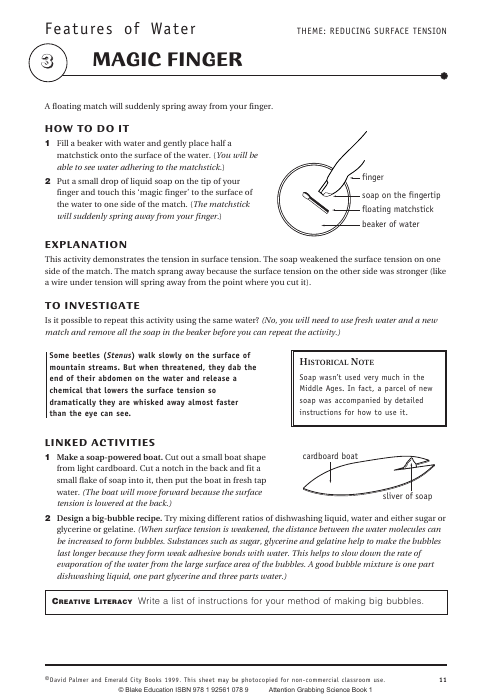 Features of Water
THEME: REDUCING SURFACE TENSION
3
MAGIC FINGER
A floating match will suddenly spring away from your finger.
HOW TO DO IT
1 Fill a beaker with water and gently place half a
matchstick onto the surface of the water. (You will be
able to see water adhering to the matchstick.)
2 Put a small drop of liquid soap on the tip of your
finger and touch this 'magic finger' to the surface of
the water to one side of the match. (The matchstick
will suddenly spring away from your finger.)
finger
soap on the fingertip
floating matchstick
beaker of water
EXPLANATION
This activity demonstrates the tension in surface tension. The soap weakened the surface tension on one
side of the match. The match sprang away because the surface tension on the other side was stronger (like
a wire under tension will spring away from the point where you cut it).
TO INVESTIGATE
Is it possible to repeat this activity using the same water? (No, you will need to use fresh water and a new
match and remove all the soap in the beaker before you can repeat the activity.)
Some beetles (Stenus) walk slowly on the surface of
mountain streams. But when threatened, they dab the
end of their abdomen on the water and release a
chemical that lowers the surface tension so
dramatically they are whisked away almost faster
than the eye can see.
HISTORICAL NOTE
Soap wasn't used very much in the
Middle Ages. In fact, a parcel of new
soap was accompanied by detailed
instructions for how to use it.
LINKED ACTIVITIES
1 Make a soap-powered boat. Cut out a small boat shape
from light cardboard. Cut a notch in the back and fit a
small flake of soap into it, then put the boat in fresh tap
water. (The boat will move forward because the surface
tension is lowered at the back.)
cardboard boat
sliver of soap
2 Design a big-bubble recipe. Try mixing different ratios of dishwashing liquid, water and either sugar or
glycerine or gelatine. (When surface tension is weakened, the distance between the water molecules can
be increased to form bubbles. Substances such as sugar, glycerine and gelatine help to make the bubbles
last longer because they form weak adhesive bonds with water. This helps to slow down the rate of
evaporation of the water from the large surface area of the bubbles. A good bubble mixture is one part
dishwashing liquid, one part glycerine and three parts water.)
CREATIVE LITERACY Write a list of instructions for your method of making big bubbles.
©David Palmer and Emerald City Books 1999. This sheet may be photocopied for non-commercial classroom use.
11
© Blake Education ISBN 978 1 92561 078 9 Attention Grabbing Science Book 1